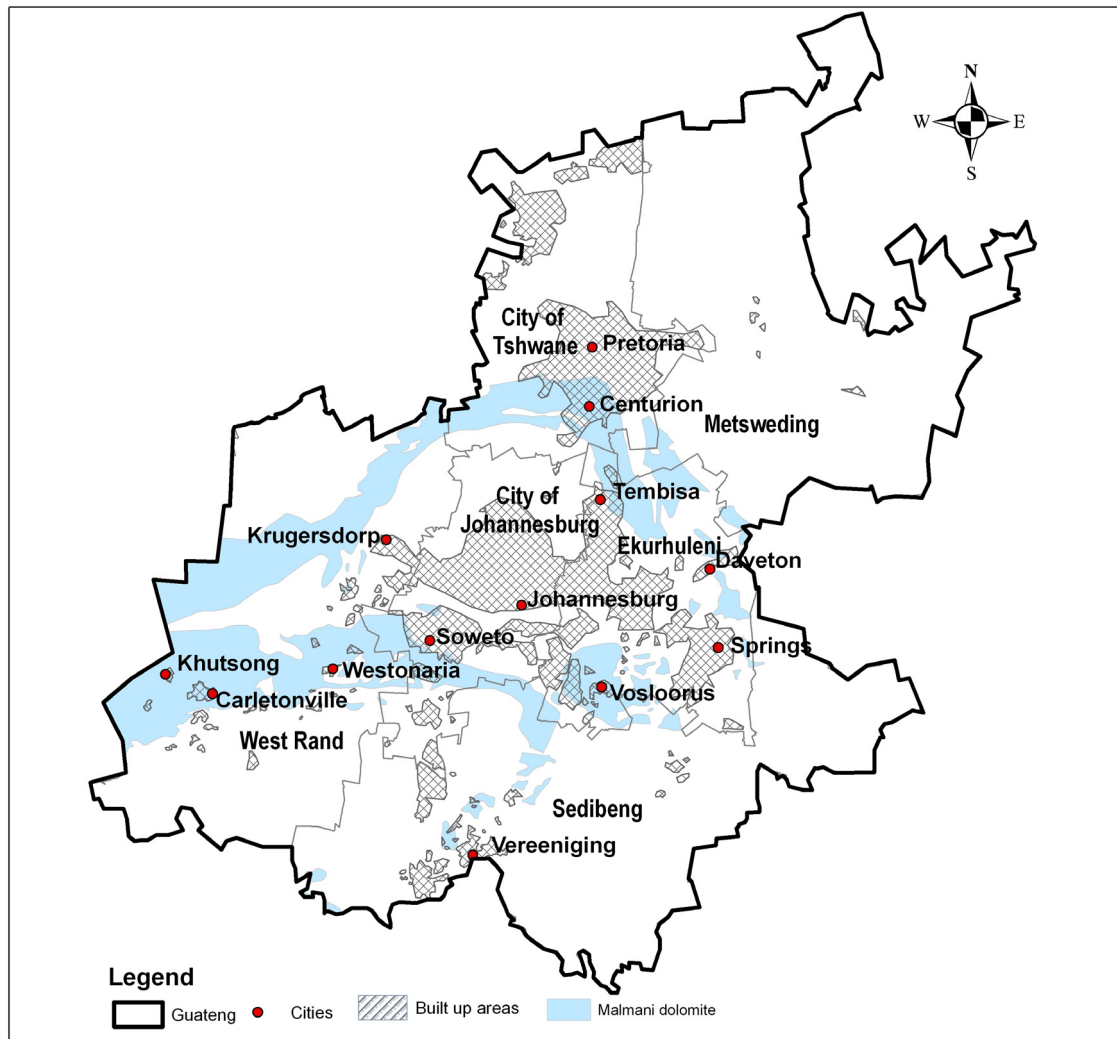 N
W
E
S
City of
Tshwane
Pretoria
Centurion
Metsweding
City of
Johannesburg
Tembisa
Krugersdorp
Ekurhuleni
Daveton
Johannesburg
Soweto
Springs
Khutsong
Westonaria
Vosloorus
Carletonville
West Rand
Sedibeng
Vereeniging
Legend
Guateng
Cities
Built up areas
Malmani dolomite